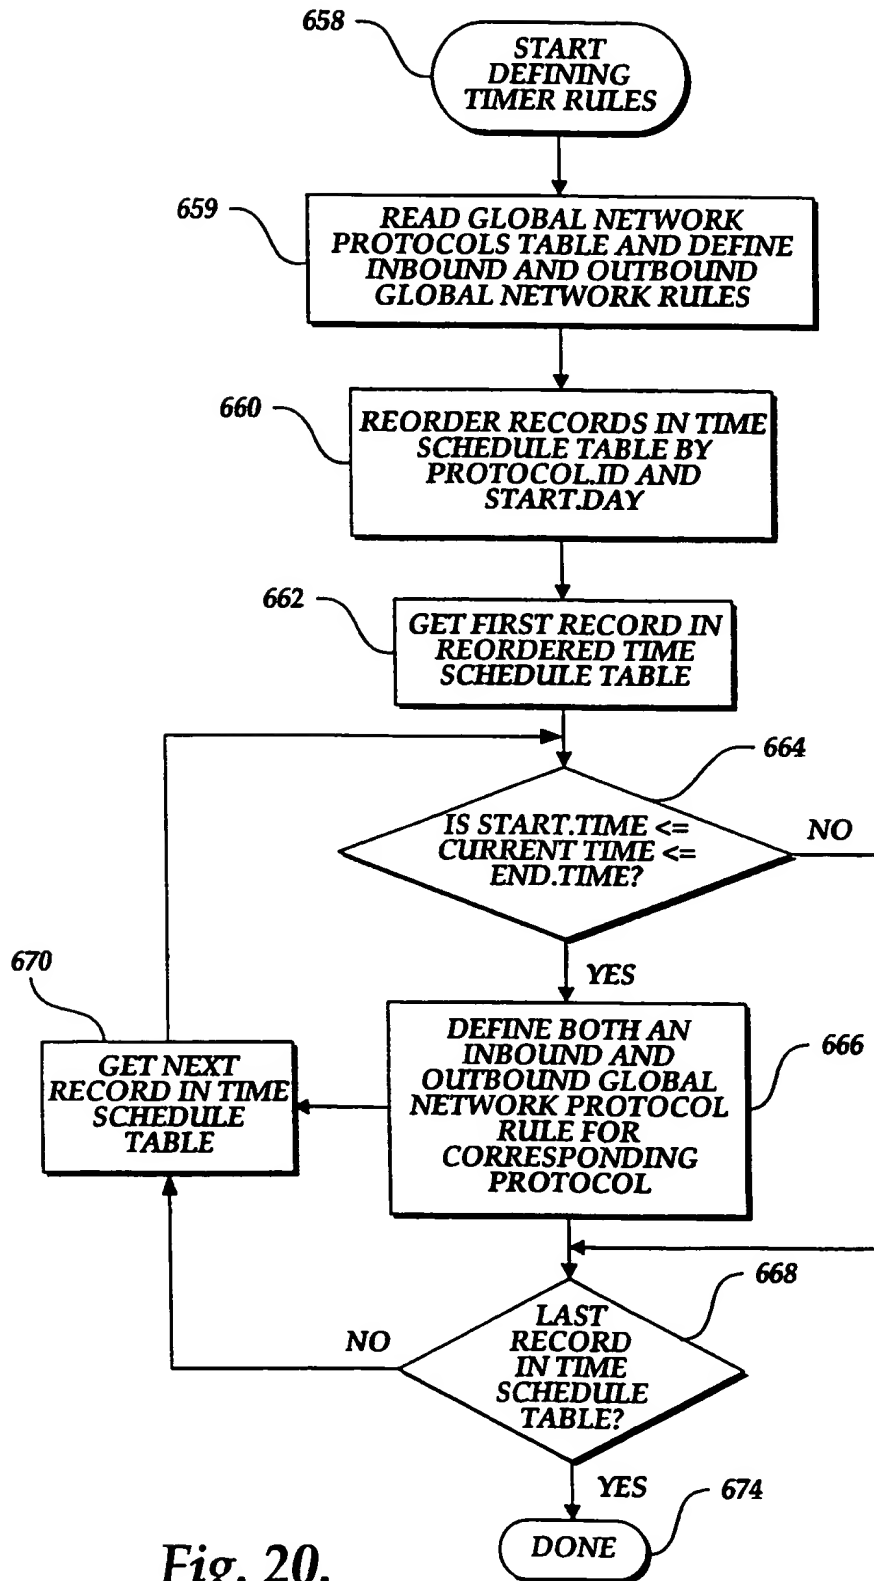 658
START
DEFINING
TIMER RULES
659
READ GLOBAL NETWORK
PROTOCOLS TABLE AND DEFINE
INBOUND AND OUTBOUND
GLOBAL NETWORK RULES
660
REORDER RECORDS IN TIME
SCHEDULE TABLE BY
PROTOCOL.ID AND
START.DAY
662
GET FIRST RECORD IN
REORDERED TIME
SCHEDULE TABLE
664
IS START.TIME <=
CURRENT TIME <=
END.TIME?
NO
YES
670
GET NEXT
RECORD IN TIME
SCHEDULE
TABLE
DEFINE BOTH AN
INBOUND AND
OUTBOUND GLOBAL
NETWORK PROTOCOL
RULE FOR
CORRESPONDING
PROTOCOL
666
668
LAST
RECORD
IN TIME
SCHEDULE
TABLE?
NO
YES
674
DONE
Fig. 20.